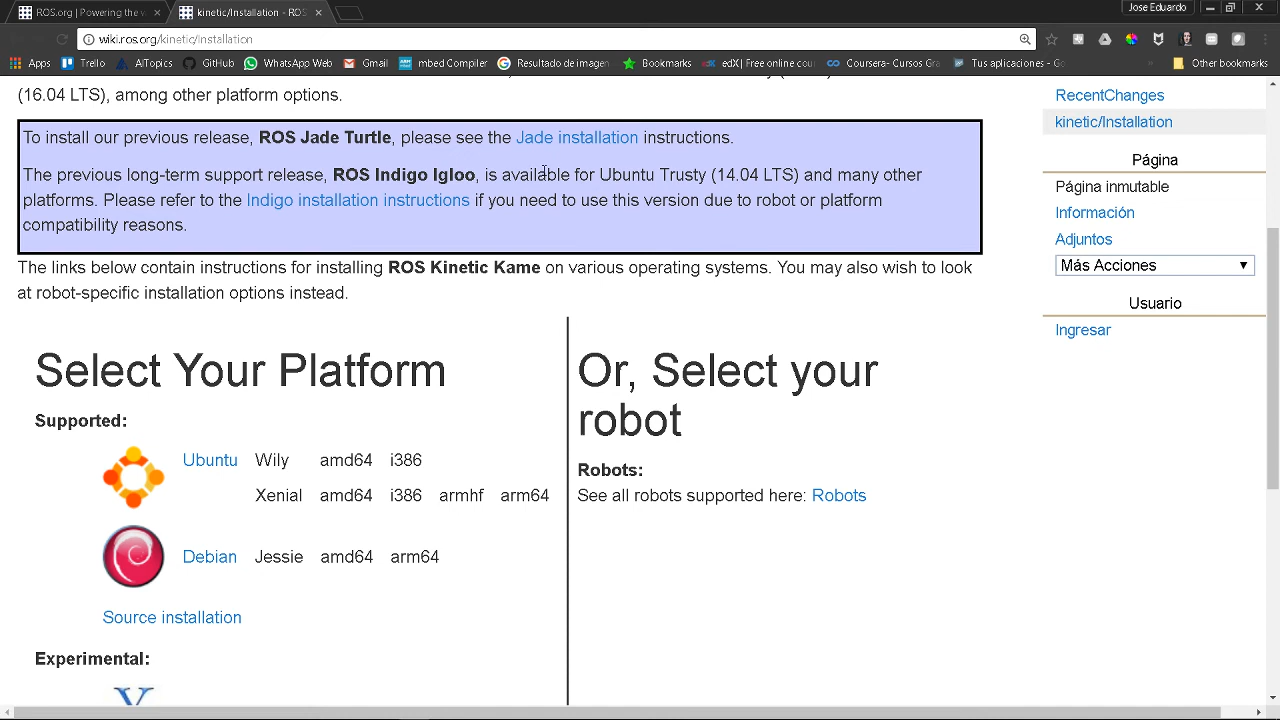 ROS.org | Powering the w
kinetic/Installation - ROS
Jose Eduardo
wiki.ros.org/kinetic/Installation
Apps Trello AITopics GitHub WhatsApp Web Gmail mbed Compiler Resultado de imagen Bookmarks edX | Free online cou Coursera- Cursos Gra Tus aplicaciones - Go » Other bookmarks
(16.04 LTS), among other platform options.
To install our previous release, ROS Jade Turtle, please see the Jade installation instructions.
The previous long-term support release, ROS Indigo Igloo, is available for Ubuntu Trusty (14.04 LTS) and many other
platforms. Please refer to the Indigo installation instructions if you need to use this version due to robot or platform
compatibility reasons.
The links below contain instructions for installing ROS Kinetic Kame on various operating systems. You may also wish to look
at robot-specific installation options instead.
Select Your Platform
Supported:
Ubuntu Wily amd64 i386
Xenial amd64 i386 armhf arm64
Debian Jessie amd64 arm64
Source installation
Experimental:
Or, Select your
robot
Robots:
See all robots supported here: Robots
RecentChanges
kinetic/Installation
Página
Página inmutable
Información
Adjuntos
Más Acciones
Usuario
Ingresar